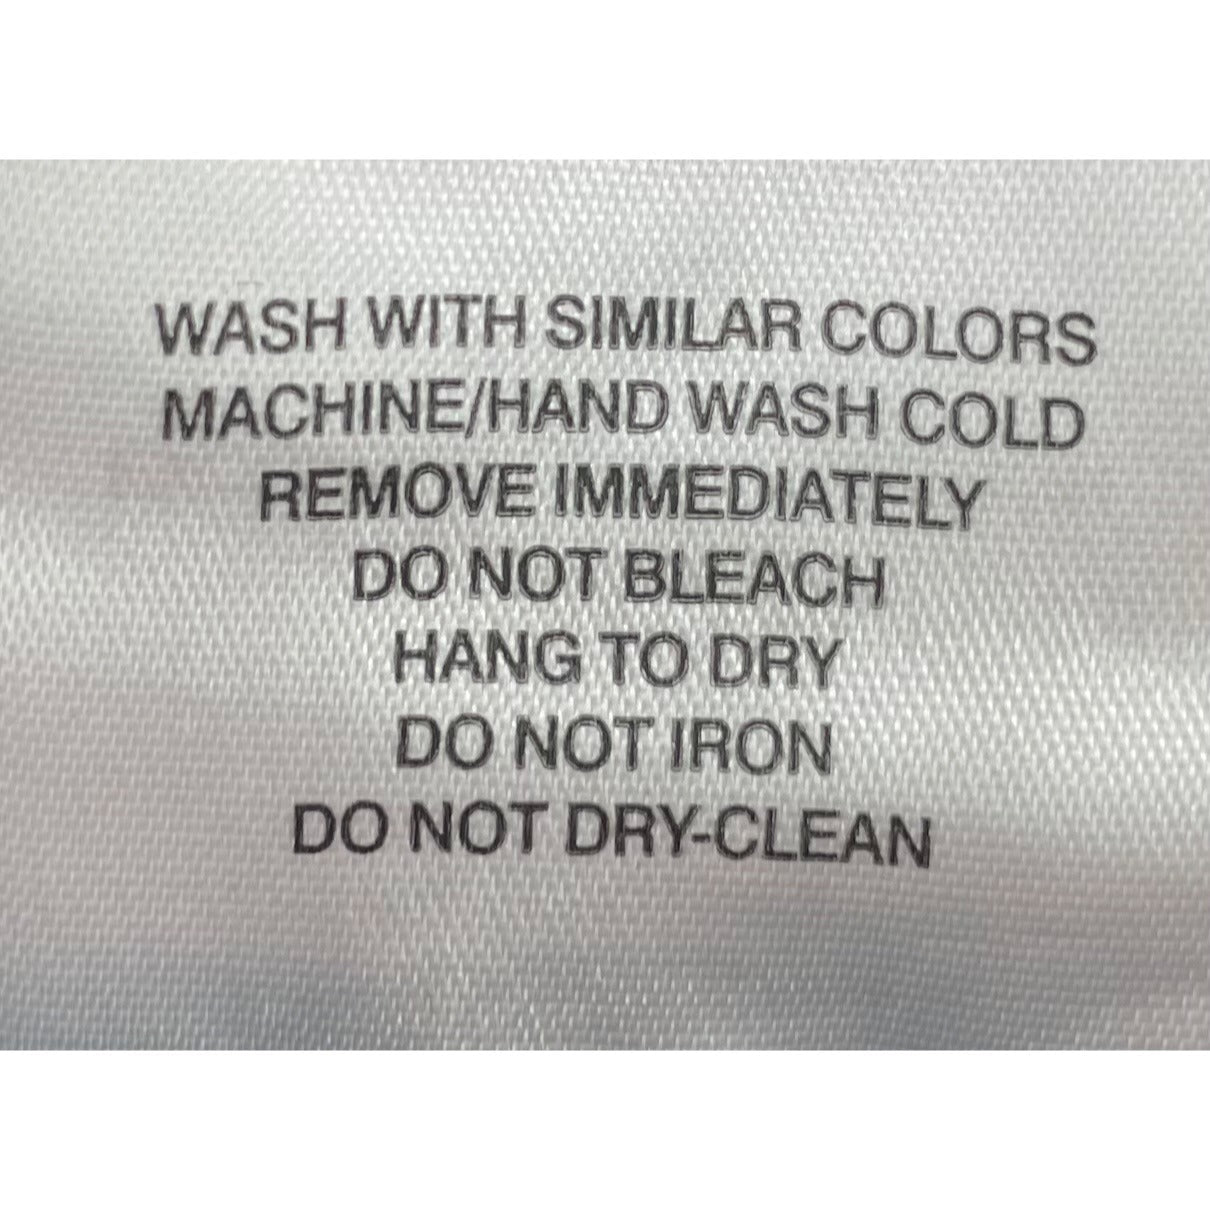 WASH WITH SIMILAR COLORS
MACHINE/HAND WASH COLD
REMOVE IMMEDIATELY
DO NOT BLEACH
HANG TO DRY
DO NOT IRON
DO NOT DRY-CLEAN